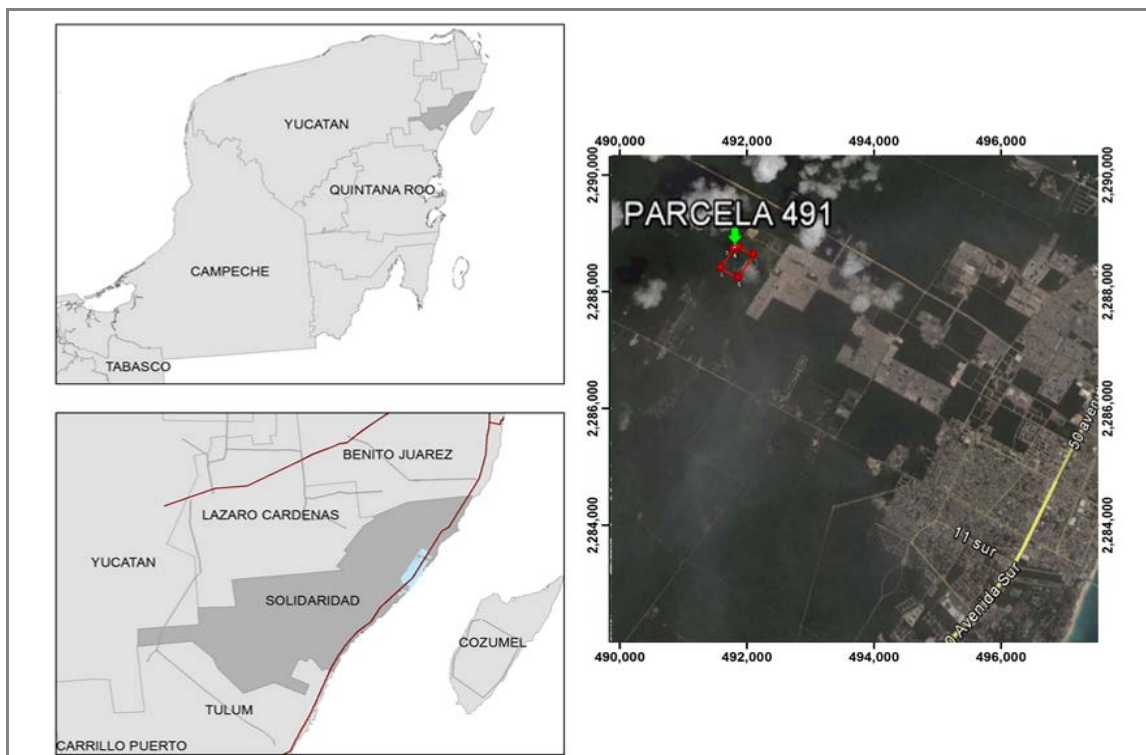 YUCATAN
QUINTANA ROO
CAMPECHE
TABASCO
BENITO JUAREZ
LAZARO CARDENAS
YUCATAN
SOLIDARIDAD
COZUMEL
TULUM
CARRILLO PUERTO
490,000 492,000 494,000 496,000
2,290,000 2,290,000
PARCELA 491
2,288,000 2,288,000
2,286,000 2,286,000
50 aven
2,284,000 2,284,000
11 sur
0 Avenida Sur
490,000 492,000 494,000 496,000